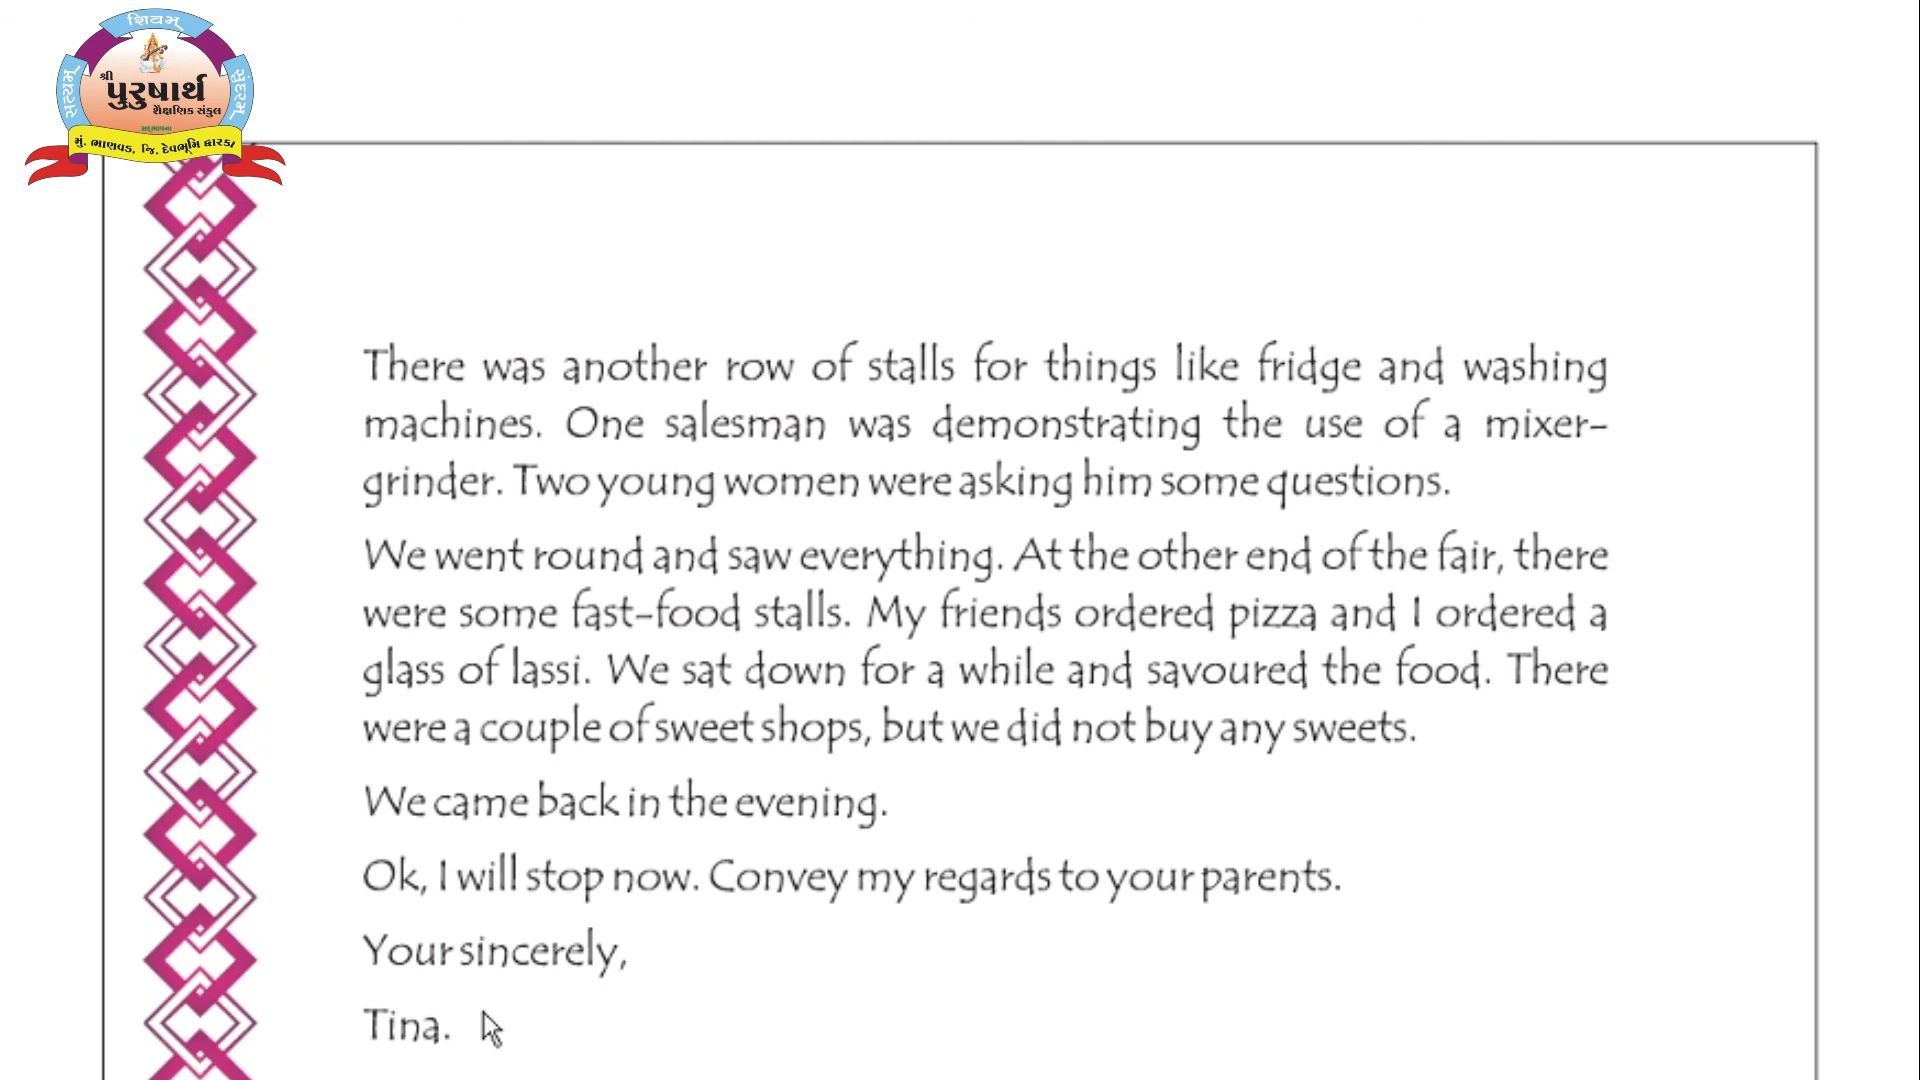 શિવમ્
સત્યમ્
સુંદરમ્
શ્રી
પુરુષાર્થ
શૈક્ષણિક સંકુલ
સદ્ભાવના
મું. ભાણવડ, જિ. દેવભૂમિ દ્વારકા
There was another row of stalls for things like fridge and washing
machines. One salesman was demonstrating the use of a mixer-
grinder. Two young women were asking him some questions.
We went round and saw everything. At the other end of the fair, there
were some fast-food stalls. My friends ordered pizza and I ordered a
glass of lassi. We sat down for a while and savoured the food. There
were a couple of sweet shops, but we did not buy any sweets.
We came back in the evening.
Ok, I will stop now. Convey my regards to your parents.
Your sincerely,
Tina.